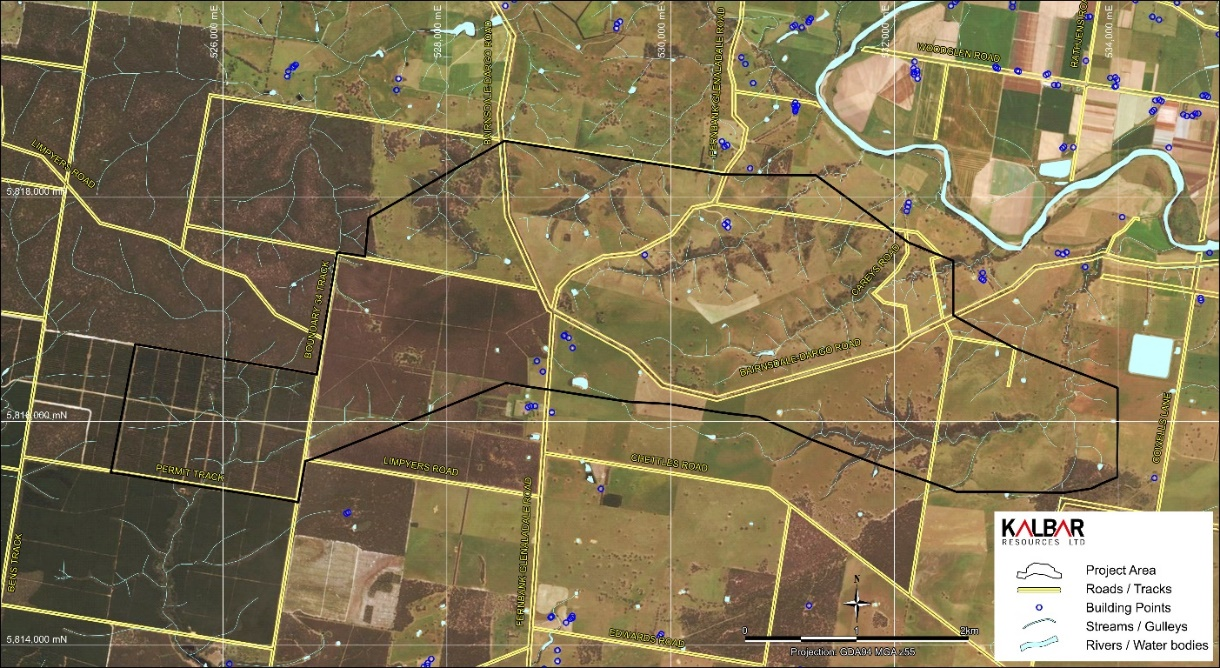 526,000 mE
528,000 mE
530,000 mE
532,000 mE
534,000 mE
BAIRNSDALE-DARGO ROAD
FERNBANK GLENALADALE ROAD
WOODGLEN ROAD
LIMPYERS ROAD
5,818,000 mN
BOUNDARY 34 TRACK
CAREYS ROAD
BAIRNSDALE-DARGO ROAD
5,816,000 mN
PERMIT TRACK
LIMPYERS ROAD
CHETTLES ROAD
COWELLS LANE
BENS TRACK
FERNBANK GLENALADALE ROAD
5,814,000 mN
EDWARDS ROAD
N
0
2km
Projection: GDA94 MGA z55
KALBAR
RESOURCES LTD
Project Area
Roads / Tracks
Building Points
Streams / Gulleys
Rivers / Water bodies